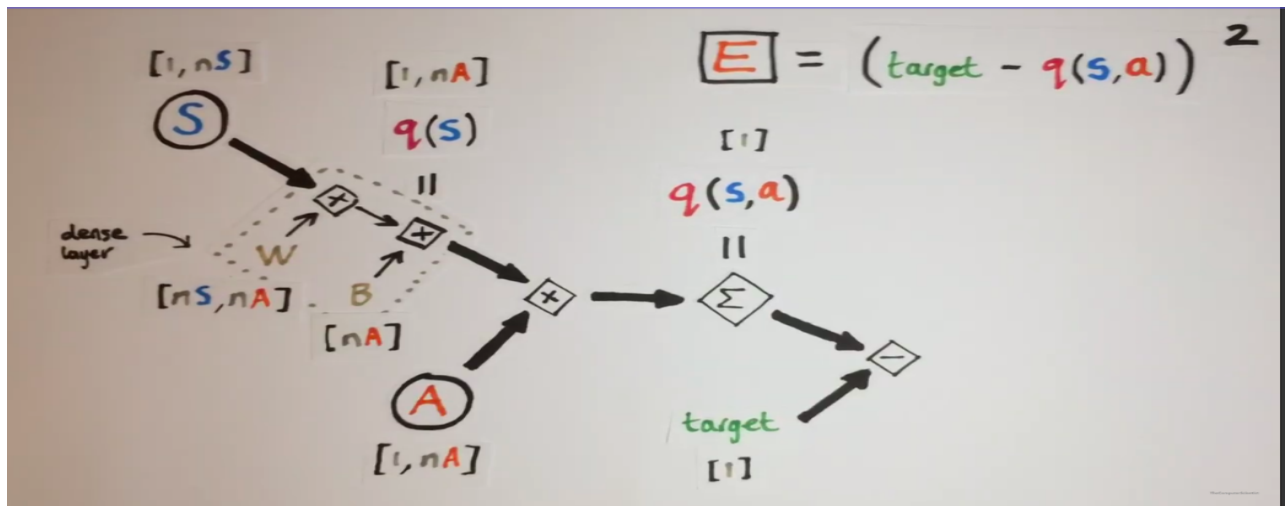 [1, nS]
S
[1, nA]
q(s)
=
E = (target - q(s,a))²
[1]
q(s,a)
=
dense
layer
+
W
+
[nS, nA]
B
[nA]
+
Σ
-
A
[1, nA]
target
[1]